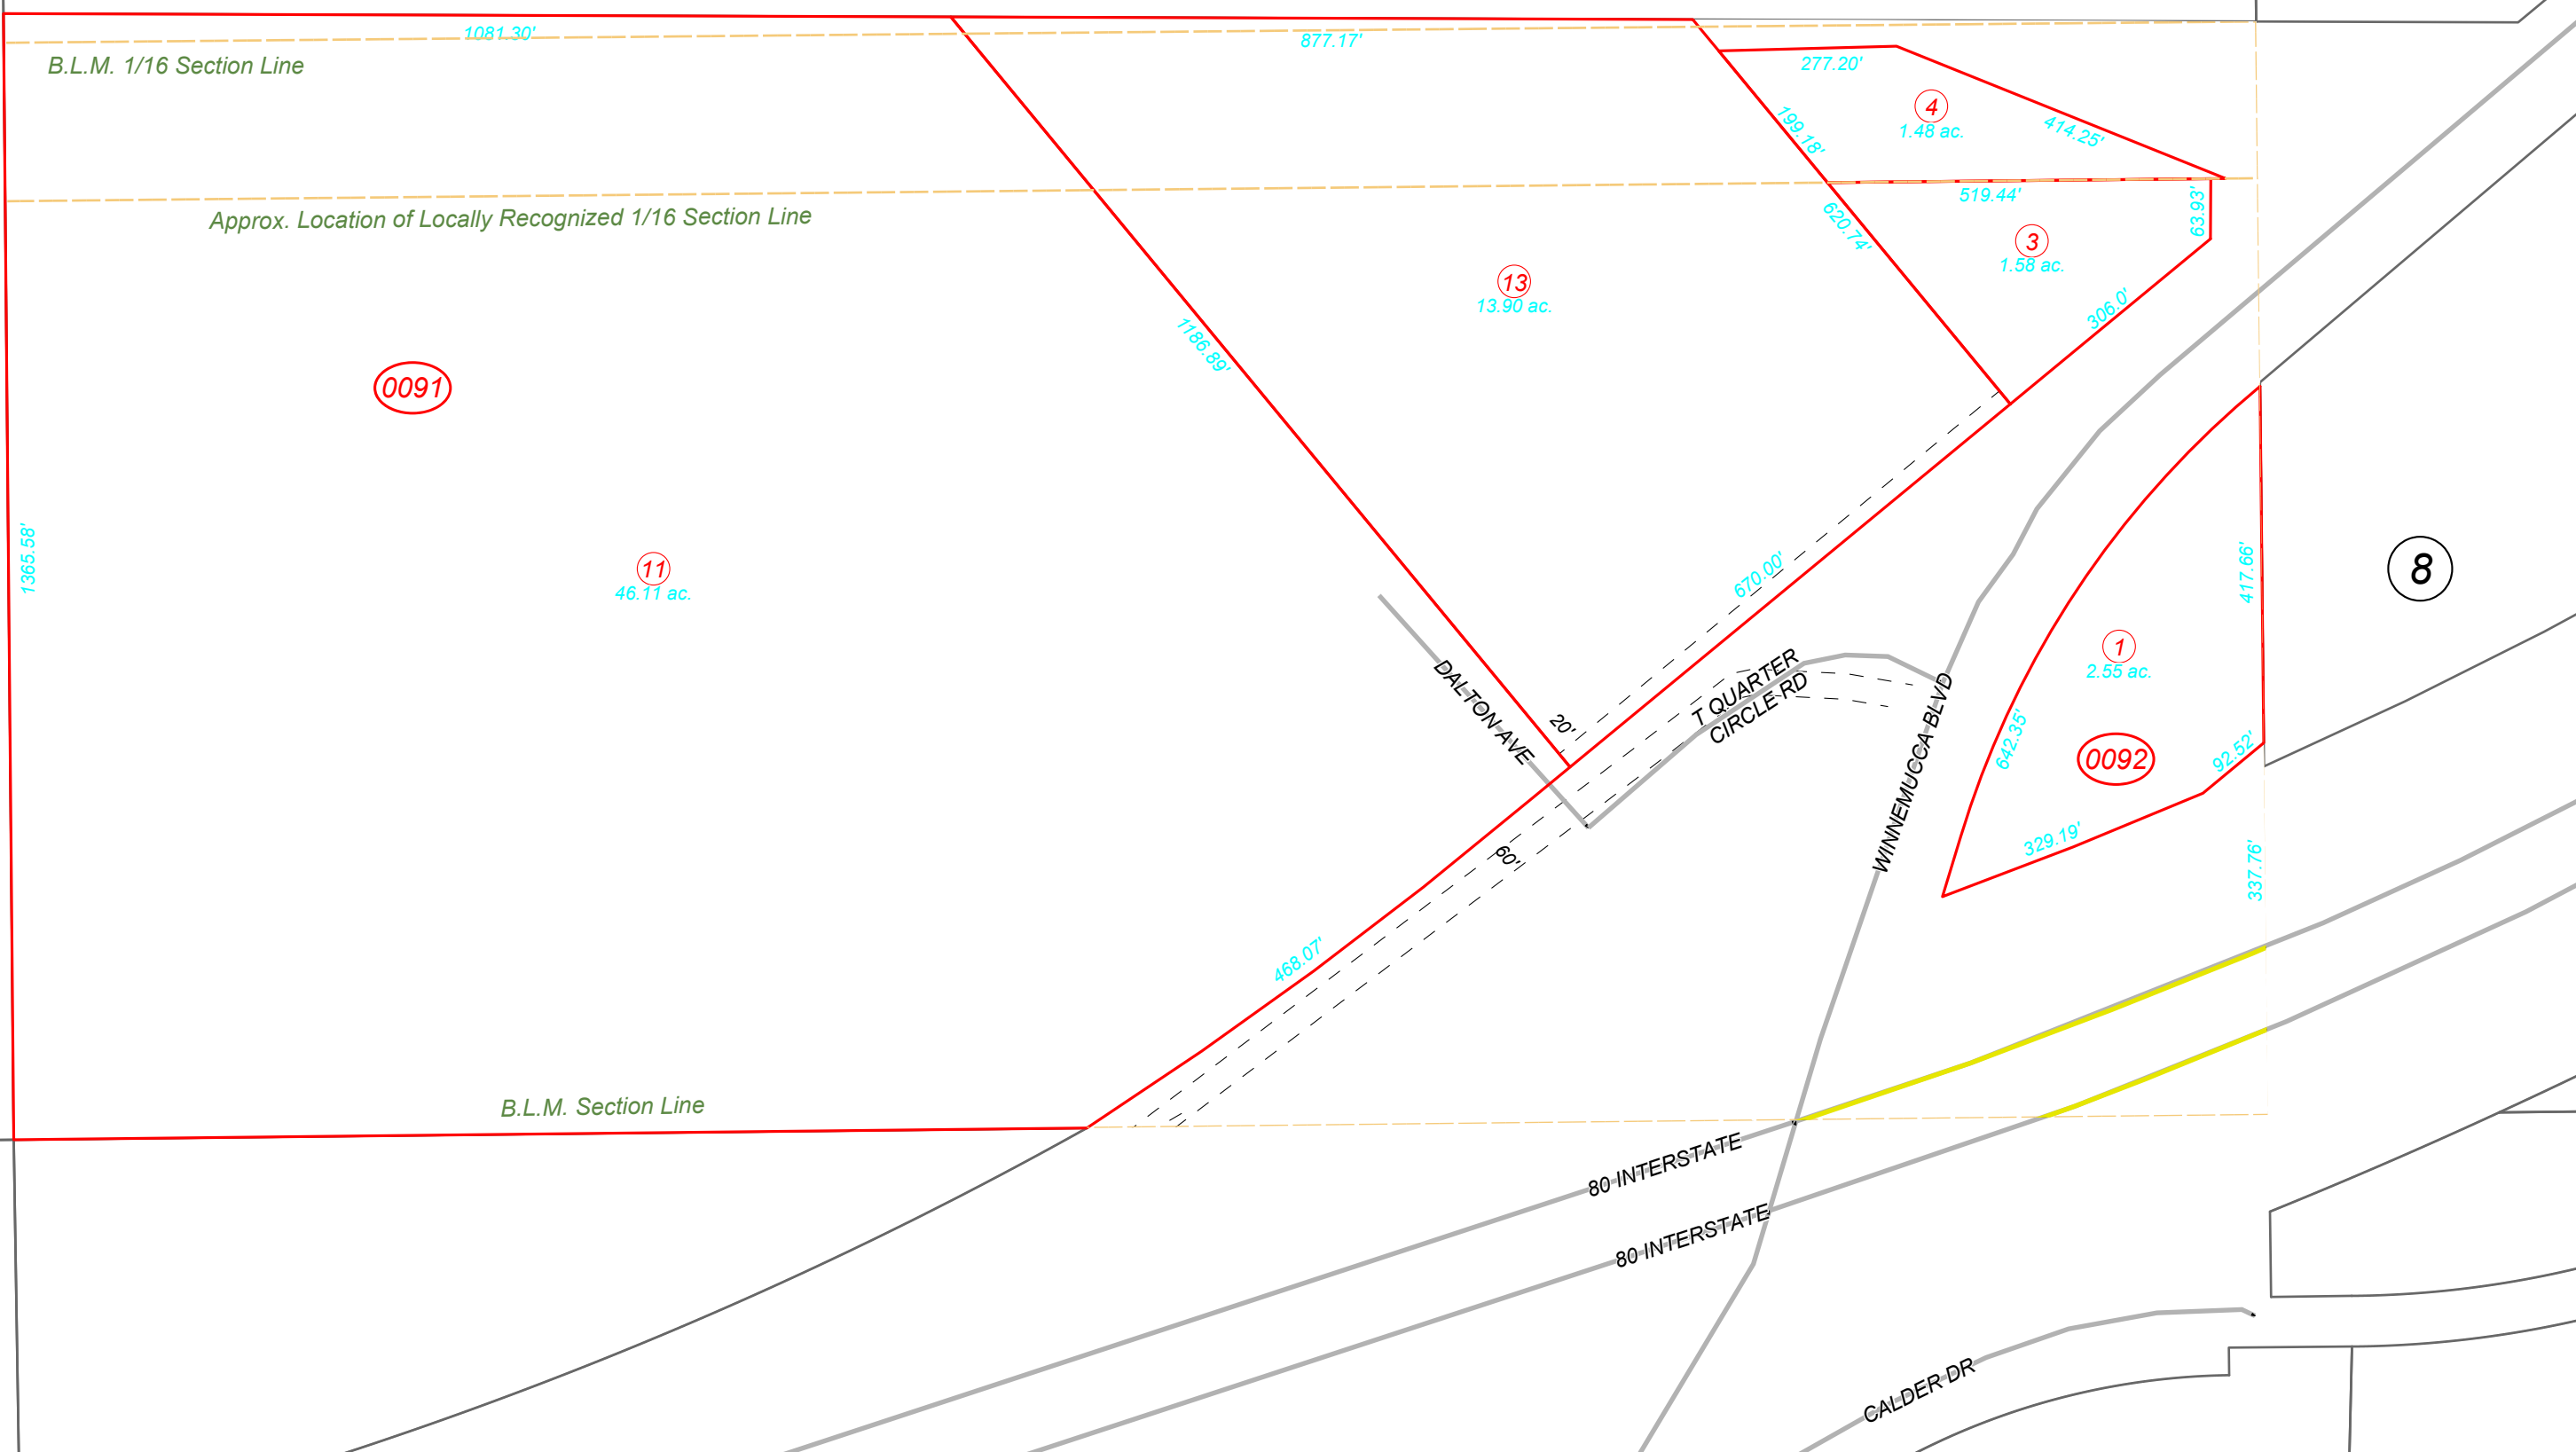 1081.30'
877.17'
B.L.M. 1/16 Section Line
277.20'
4
1.48 ac.
199.18'
414.25'
Approx. Location of Locally Recognized 1/16 Section Line
519.44'
63.93'
620.74'
3
1.58 ac.
13
13.90 ac.
306.0'
1186.89'
0091
1365.58'
11
46.11 ac.
670.00'
417.66'
8
1
2.55 ac.
DALTON AVE
20'
T QUARTER
CIRCLE RD
WINNEMUCCA BLVD
642.35'
0092
92.52'
329.19'
337.76'
60'
468.07'
B.L.M. Section Line
80 INTERSTATE
80 INTERSTATE
CALDER DR